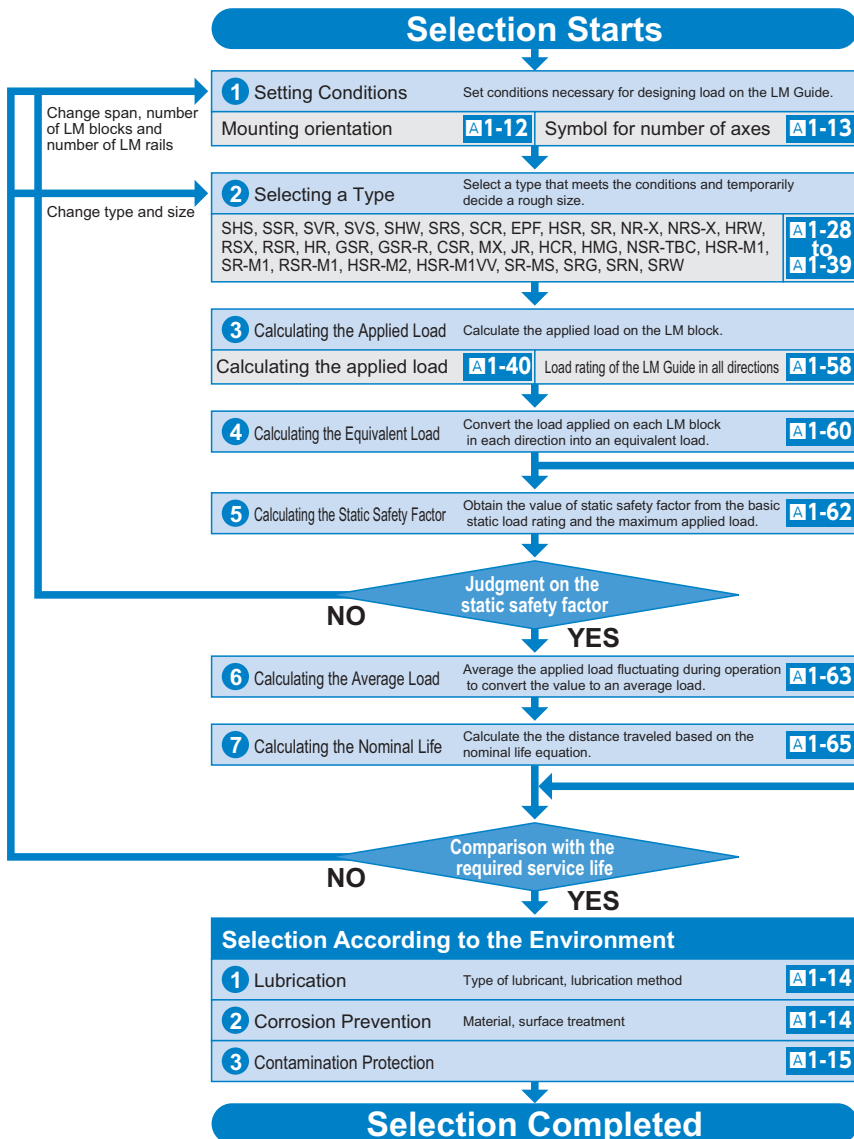 Selection Starts
1 Setting Conditions Set conditions necessary for designing load on the LM Guide.
Change span, number
of LM blocks and
number of LM rails
Mounting orientation A1-12 Symbol for number of axes A1-13
2 Selecting a Type Select a type that meets the conditions and temporarily
decide a rough size.
Change type and size
SHS, SSR, SVR, SVS, SHW, SRS, SCR, EPF, HSR, SR, NR-X, NRS-X, HRW,
RSX, RSR, HR, GSR, GSR-R, CSR, MX, JR, HCR, HMG, NSR-TBC, HSR-M1,
SR-M1, RSR-M1, HSR-M2, HSR-M1VV, SR-MS, SRG, SRN, SRW
A1-28
to
A1-39
3 Calculating the Applied Load Calculate the applied load on the LM block.
Calculating the applied load A1-40 Load rating of the LM Guide in all directions A1-58
4 Calculating the Equivalent Load Convert the load applied on each LM block
in each direction into an equivalent load. A1-60
5 Calculating the Static Safety Factor Obtain the value of static safety factor from the basic
static load rating and the maximum applied load. A1-62
Judgment on the
static safety factor
NO
YES
6 Calculating the Average Load Average the applied load fluctuating during operation
to convert the value to an average load. A1-63
7 Calculating the Nominal Life Calculate the the distance traveled based on the
nominal life equation. A1-65
Comparison with the
required service life
NO
YES
Selection According to the Environment
1 Lubrication Type of lubricant, lubrication method A1-14
2 Corrosion Prevention Material, surface treatment A1-14
3 Contamination Protection A1-15
Selection Completed